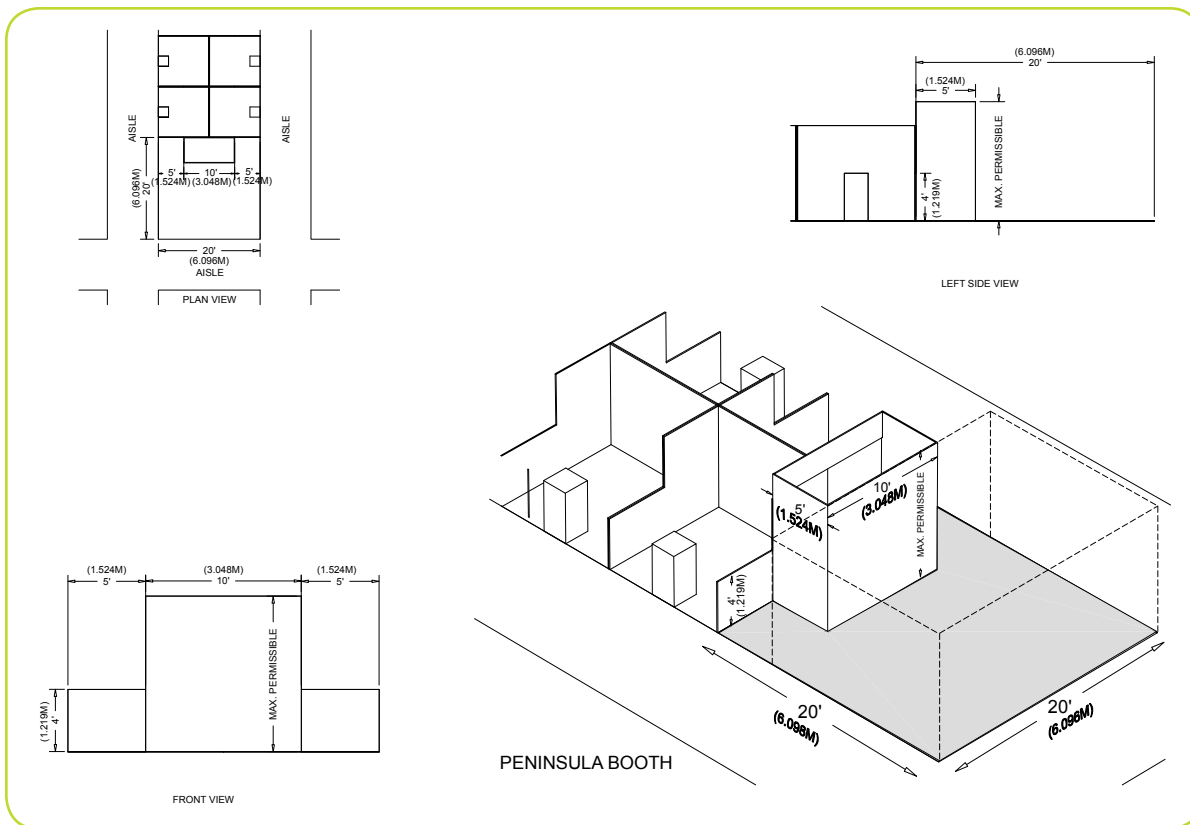 AISLE
AISLE
(6.096M)
20'
5' 10' 5'
(1.524M) (3.048M) (1.524M)
20'
(6.096M)
AISLE
PLAN VIEW
(6.096M)
20'
(1.524M)
5'
MAX. PERMISSIBLE
4'
(1.219M)
LEFT SIDE VIEW
(1.524M) (3.048M) (1.524M)
5' 10' 5'
MAX. PERMISSIBLE
(1.219M)
4'
FRONT VIEW
5'
(1.524M)
10'
(3.048M)
MAX. PERMISSIBLE
4'
(1.219M)
20'
(6.096M)
20'
(6.096M)
PENINSULA BOOTH